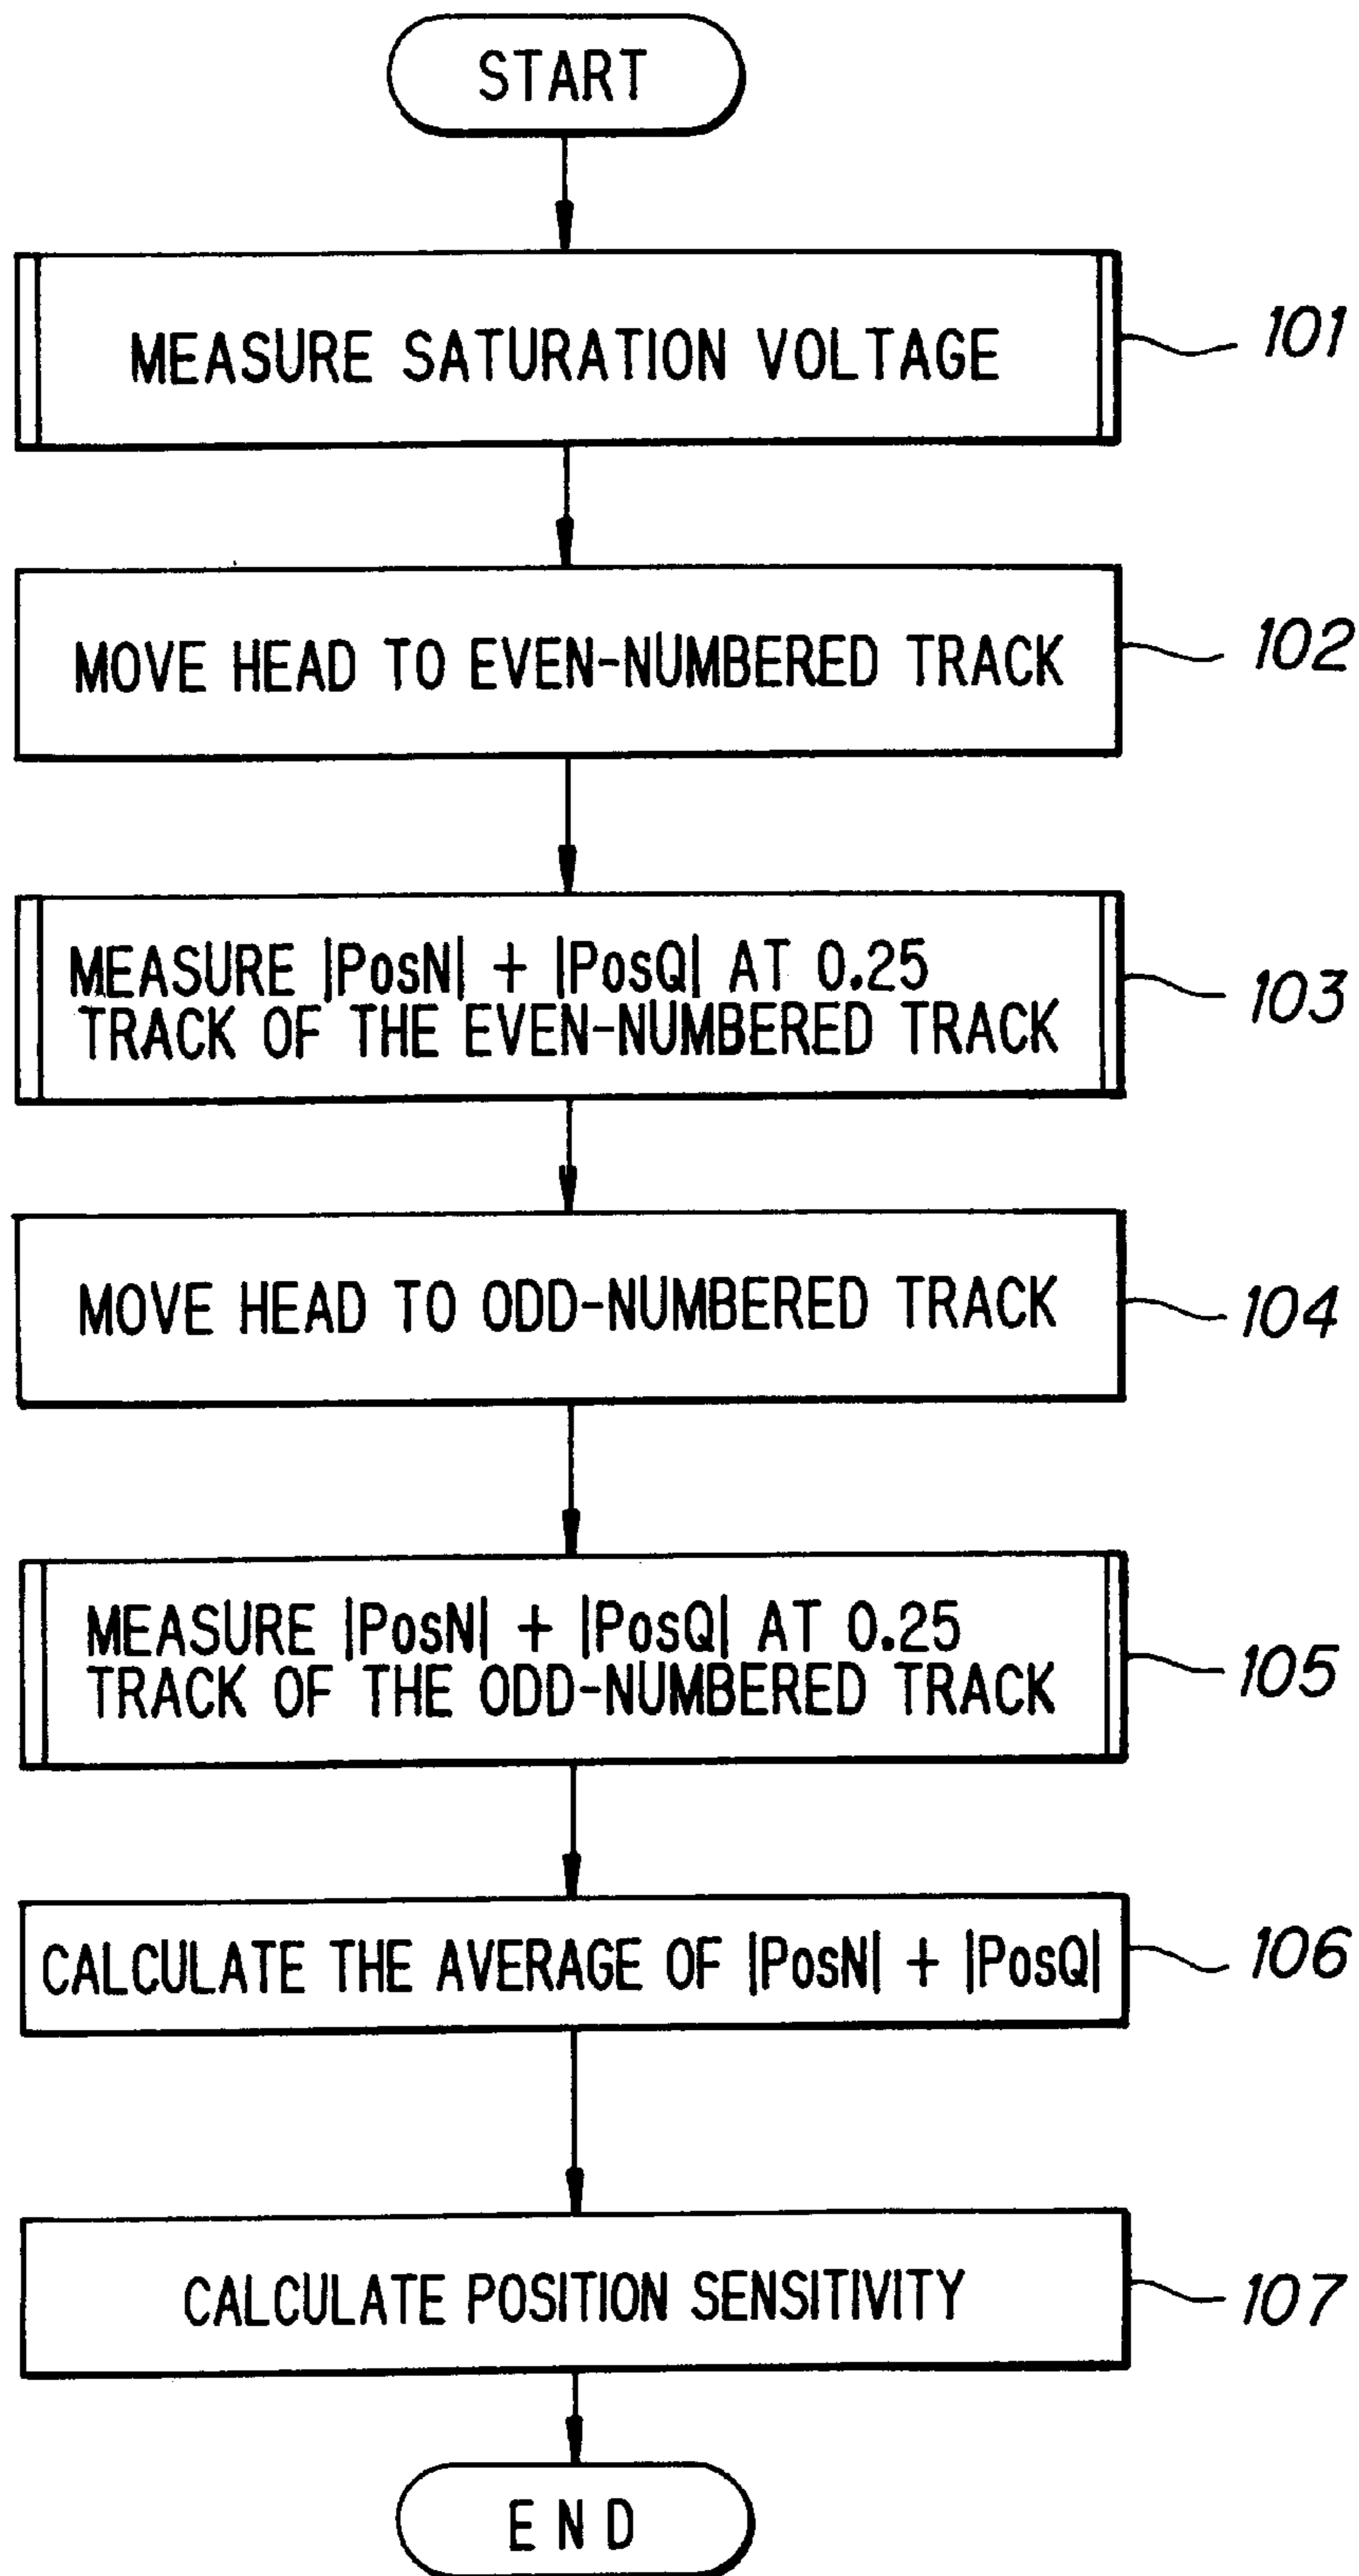 START
MEASURE SATURATION VOLTAGE
101
MOVE HEAD TO EVEN-NUMBERED TRACK
102
MEASURE |PosN| + |PosQ| AT 0.25
TRACK OF THE EVEN-NUMBERED TRACK
103
MOVE HEAD TO ODD-NUMBERED TRACK
104
MEASURE |PosN| + |PosQ| AT 0.25
TRACK OF THE ODD-NUMBERED TRACK
105
CALCULATE THE AVERAGE OF |PosN| + |PosQ|
106
CALCULATE POSITION SENSITIVITY
107
END